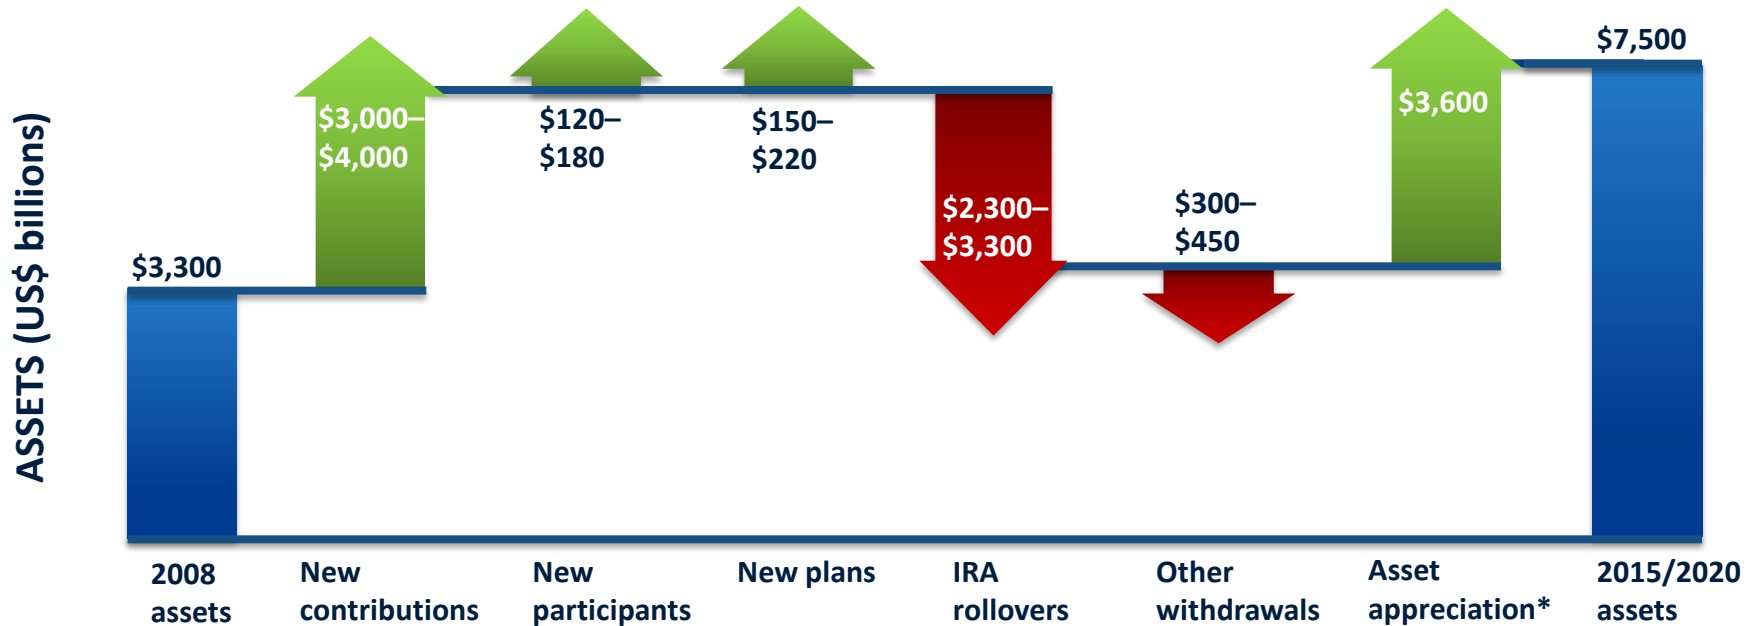 ASSETS (US$ billions)
$3,300
$3,000–
$4,000
$120–
$180
$150–
$220
$2,300–
$3,300
$300–
$450
$3,600
$7,500
2008
assets
New
contributions
New
participants
New plans
IRA
rollovers
Other
withdrawals
Asset
appreciation*
2015/2020
assets